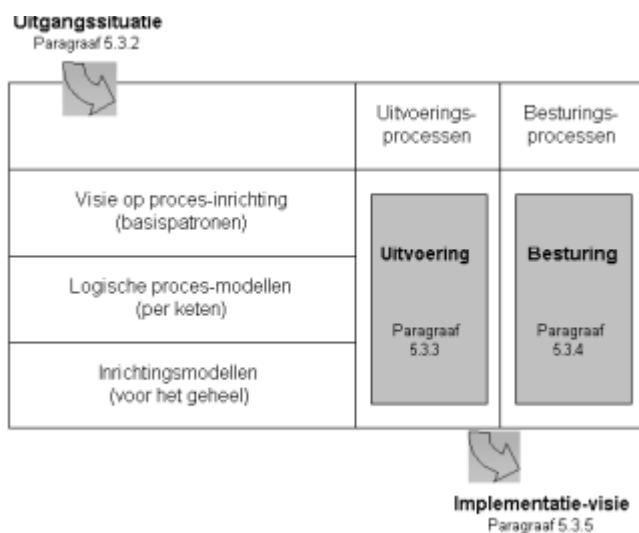 Uitgangssituatie
Paragraaf 5.3.2
Uitvoerings-
processen
Besturings-
processen
Visie op proces-inrichting
(basispatronen)
Logische proces-modellen
(per keten)
Inrichtingsmodellen
(voor het geheel)
Uitvoering
Paragraaf
5.3.3
Besturing
Paragraaf
5.3.4
Implementatie-visie
Paragraaf 5.3.5